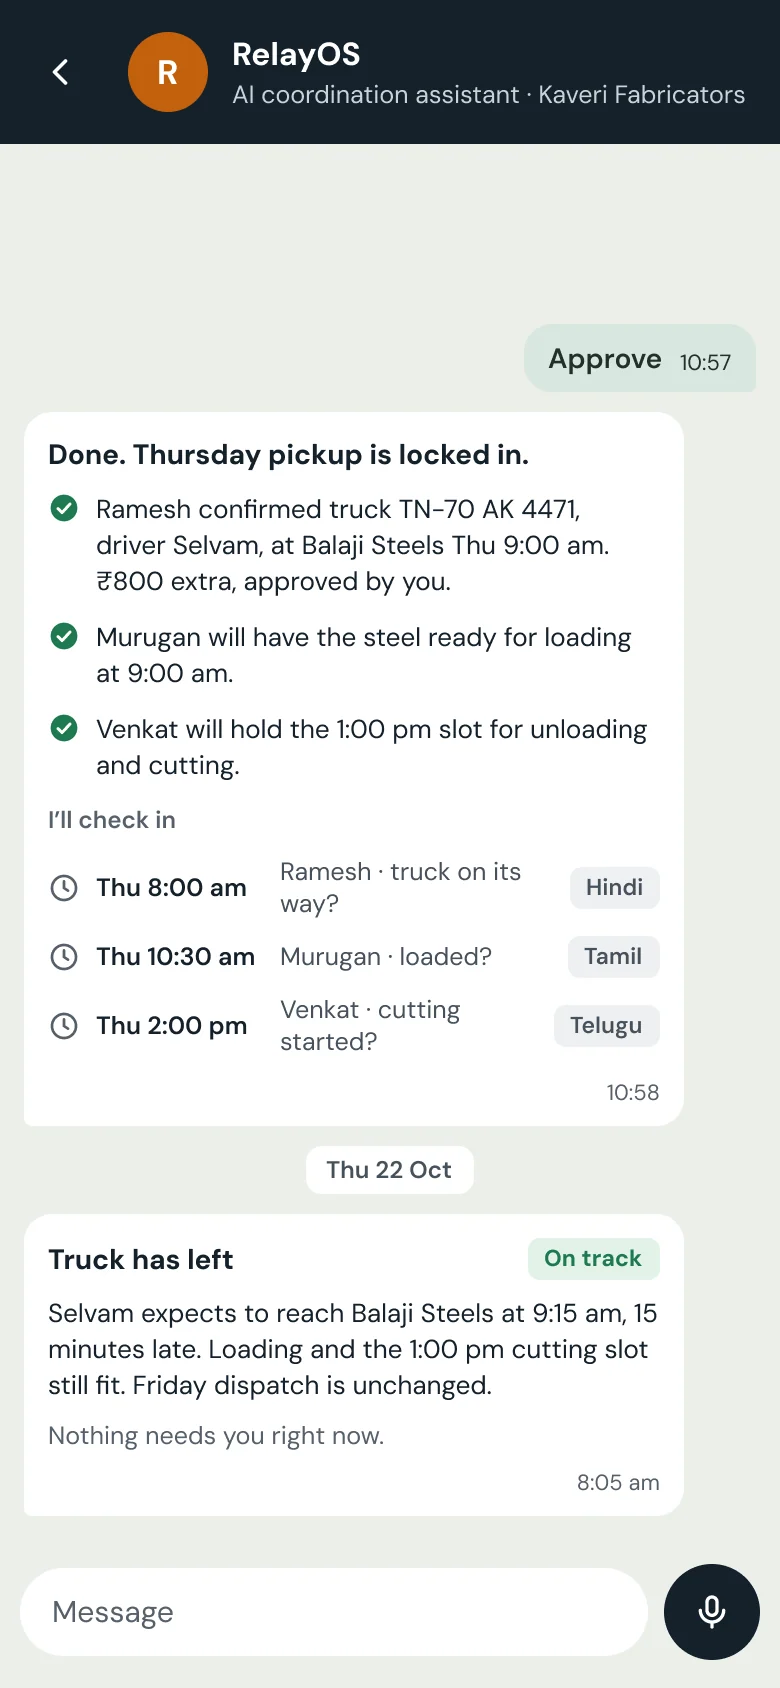 R
RelayOS
AI coordination assistant · Kaveri Fabricators
Approve 10:57
Done. Thursday pickup is locked in.
Ramesh confirmed truck TN-70 AK 4471,
driver Selvam, at Balaji Steels Thu 9:00 am.
₹800 extra, approved by you.
Murugan will have the steel ready for loading
at 9:00 am.
Venkat will hold the 1:00 pm slot for unloading
and cutting.
I’ll check in
Thu 8:00 am Ramesh · truck on its
way? Hindi
Thu 10:30 am Murugan · loaded? Tamil
Thu 2:00 pm Venkat · cutting
started? Telugu
10:58
Thu 22 Oct
Truck has left On track
Selvam expects to reach Balaji Steels at 9:15 am, 15
minutes late. Loading and the 1:00 pm cutting slot
still fit. Friday dispatch is unchanged.
Nothing needs you right now.
8:05 am
Message